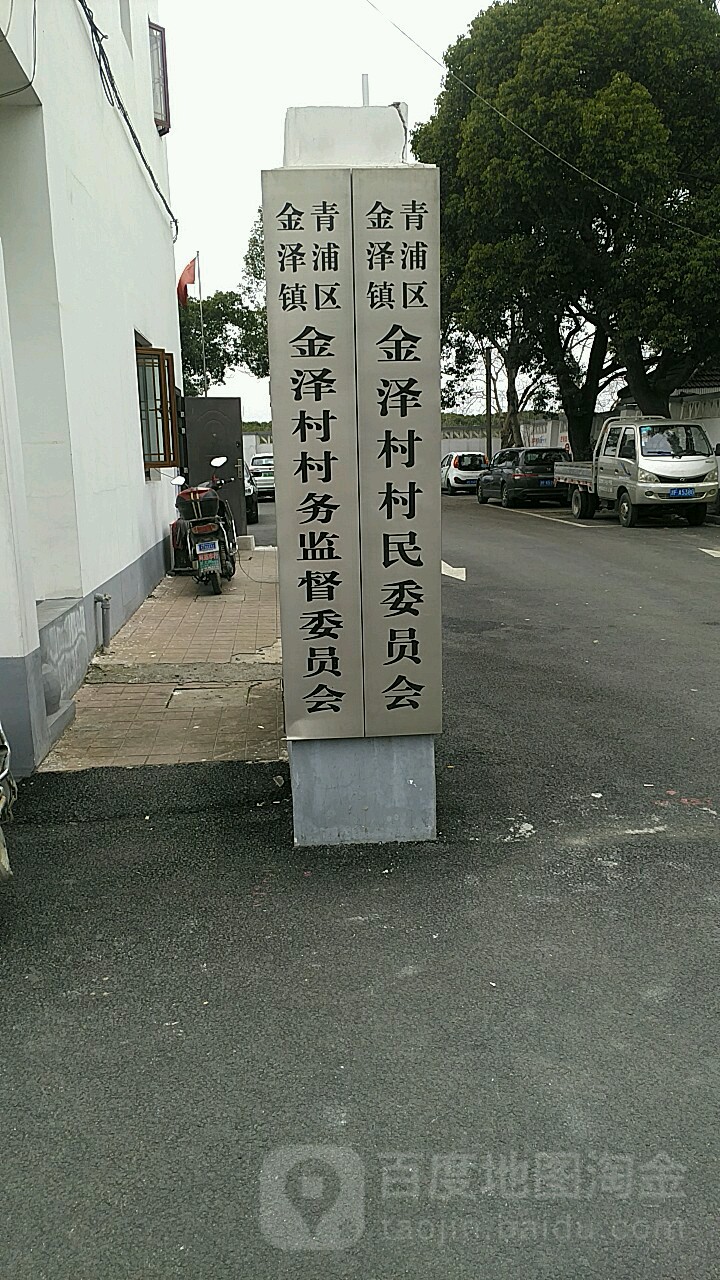 青浦区
金泽镇
金泽村村民委员会
青浦区
金泽镇
金泽村村务监督委员会
百度地图淘金
taojin.baidu.com